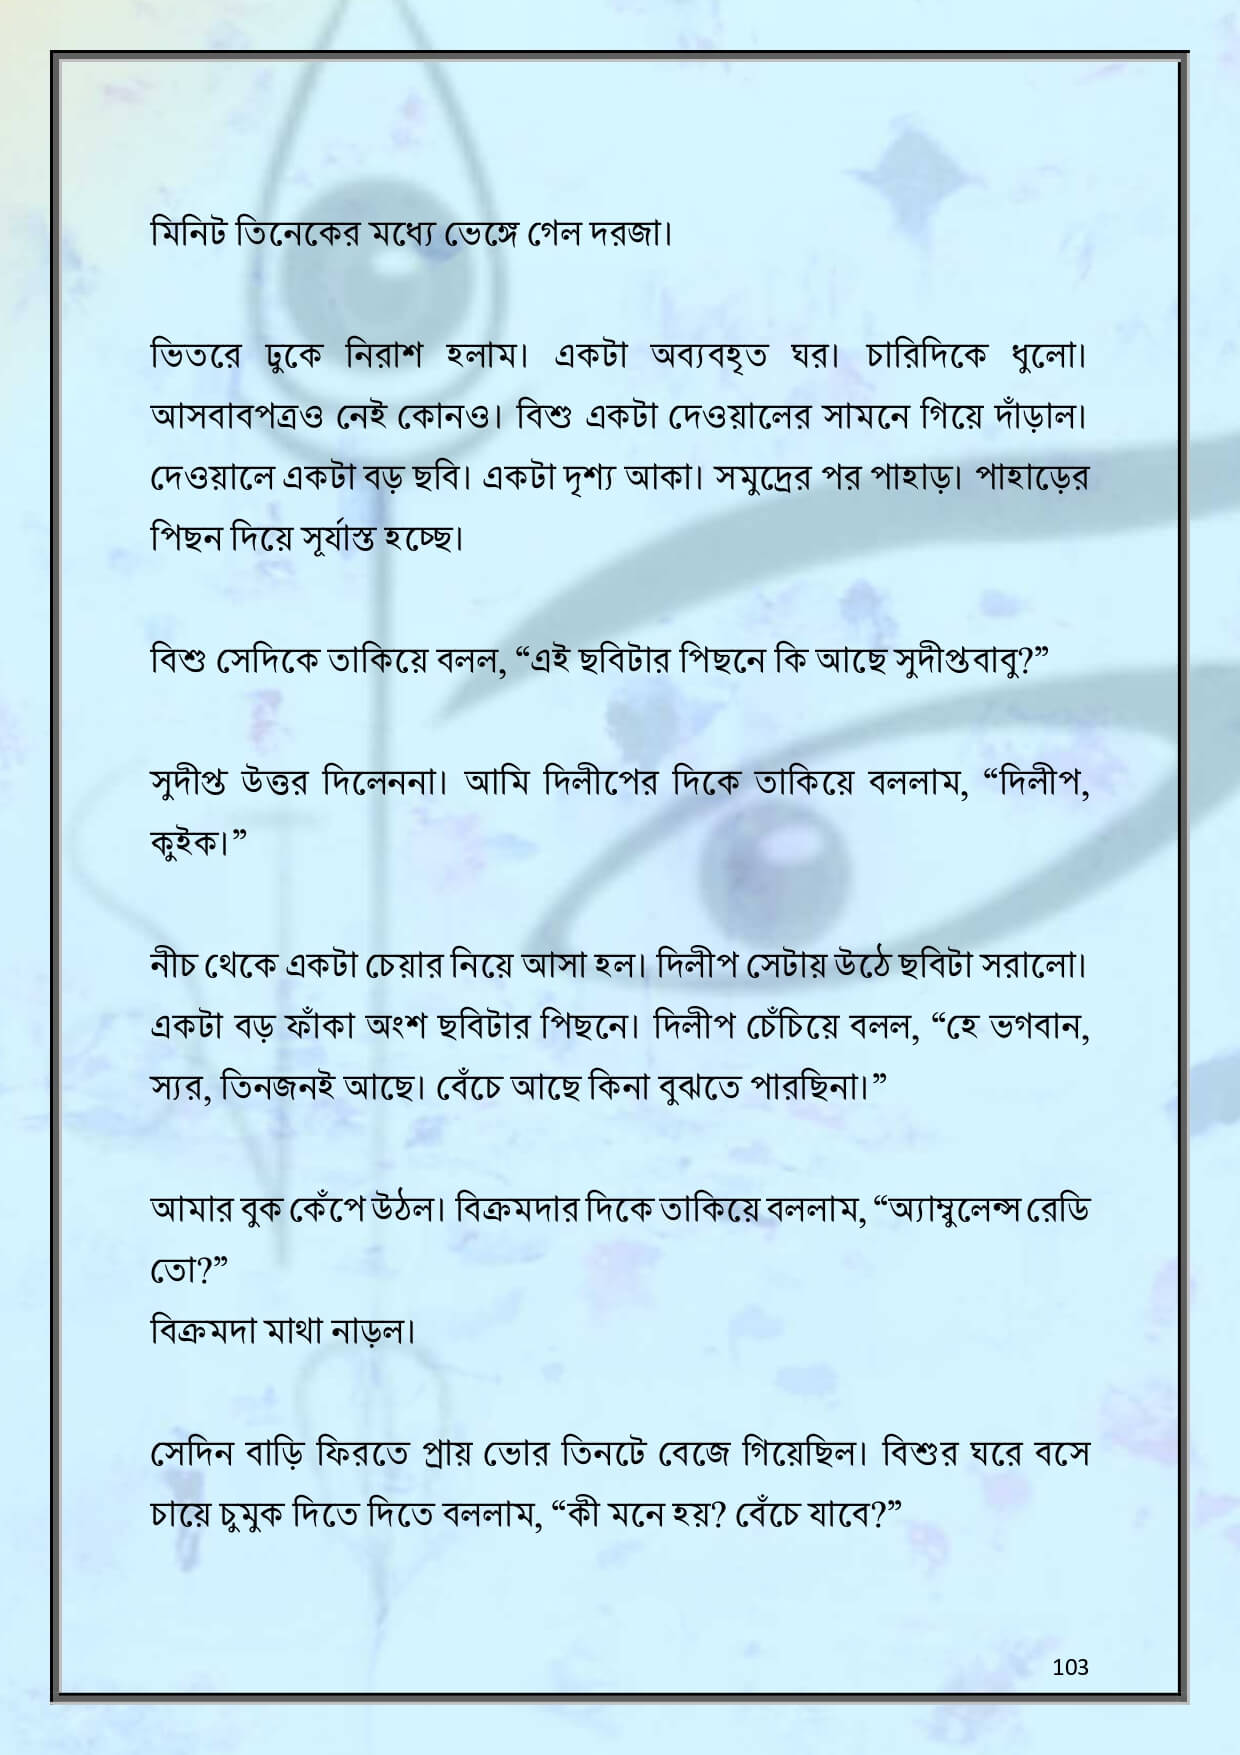 মিনিট তিনেকের মধ্যে ভেঙ্গে গেল দরজা।
ভিতরে ঢুকে নিরাশ হলাম। একটা অব্যবহৃত ঘর। চারিদিকে ধুলো।
আসবাবপত্রও নেই কোনও। বিশু একটা দেওয়ালের সামনে গিয়ে দাঁড়াল।
দেওয়ালে একটা বড় ছবি। একটা দৃশ্য আকা। সমুদ্রের পর পাহাড়। পাহাড়ের
পিছন দিয়ে সূর্যাস্ত হচ্ছে।
বিশু সেদিকে তাকিয়ে বলল, “এই ছবিটার পিছনে কি আছে সুদীপ্তবাবু?”
সুদীপ্ত উত্তর দিলেননা। আমি দিলীপের দিকে তাকিয়ে বললাম, “দিলীপ,
কুইক।”
নীচ থেকে একটা চেয়ার নিয়ে আসা হল। দিলীপ সেটায় উঠে ছবিটা সরালো।
একটা বড় ফাঁকা অংশ ছবিটার পিছনে। দিলীপ চেঁচিয়ে বলল, “হে ভগবান,
স্যর, তিনজনই আছে। বেঁচে আছে কিনা বুঝতে পারছিনা।”
আমার বুক কেঁপে উঠল। বিক্রমদার দিকে তাকিয়ে বললাম, “অ্যাম্বুলেন্স রেডি
তো?”
বিক্রমদা মাথা নাড়ল।
সেদিন বাড়ি ফিরতে প্রায় ভোর তিনটে বেজে গিয়েছিল। বিশুর ঘরে বসে
চায়ে চুমুক দিতে দিতে বললাম, “কী মনে হয়? বেঁচে যাবে?”
103